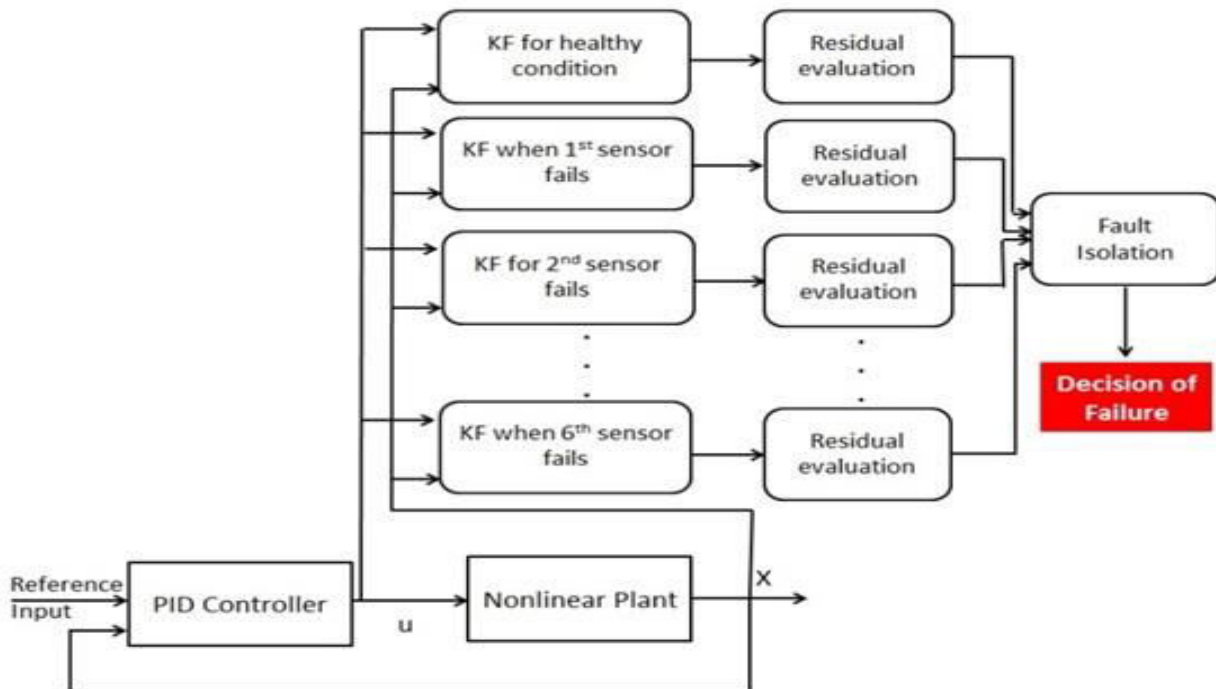 KF for healthy
condition
Residual
evaluation
KF when 1st sensor
fails
Residual
evaluation
KF for 2nd sensor
fails
Residual
evaluation
Fault
Isolation
Decision of
Failure
KF when 6th sensor
fails
Residual
evaluation
Reference
Input
PID Controller
u
Nonlinear Plant
X